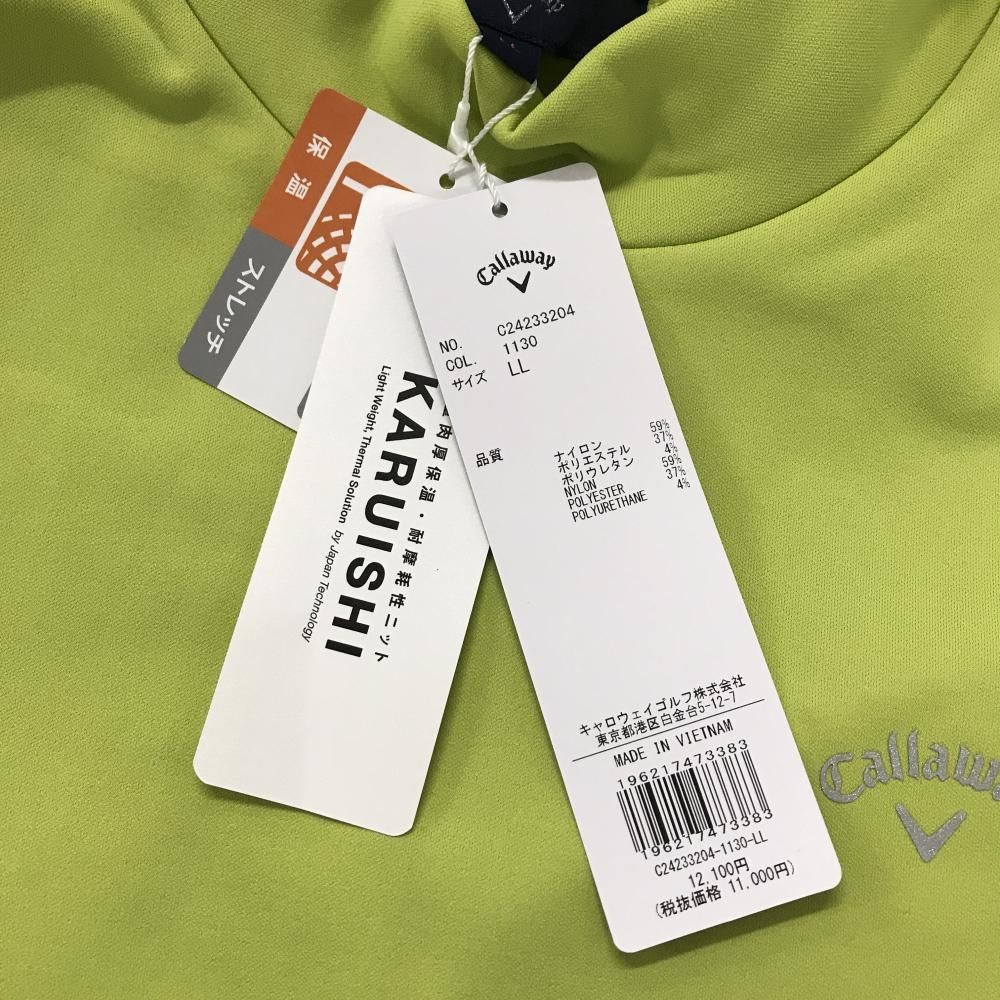 保温
ストレッチ
肉厚保温・耐摩耗性ニット
KARUISHI
Light Weight, Thermal Solution by Japan Technology
Callaway
NO. C24233204
COL. 1130
サイズ LL
品質 ナイロン 59%
ポリエステル 37%
ポリウレタン 4%
NYLON 59%
POLYESTER 37%
POLYURETHANE 4%
キャロウェイゴルフ株式会社
東京都港区白金台5-12-7
MADE IN VIETNAM
196217473383
196217473383
C24233204-1130-LL
12,100円
(税抜価格 11,000円)
Callaway